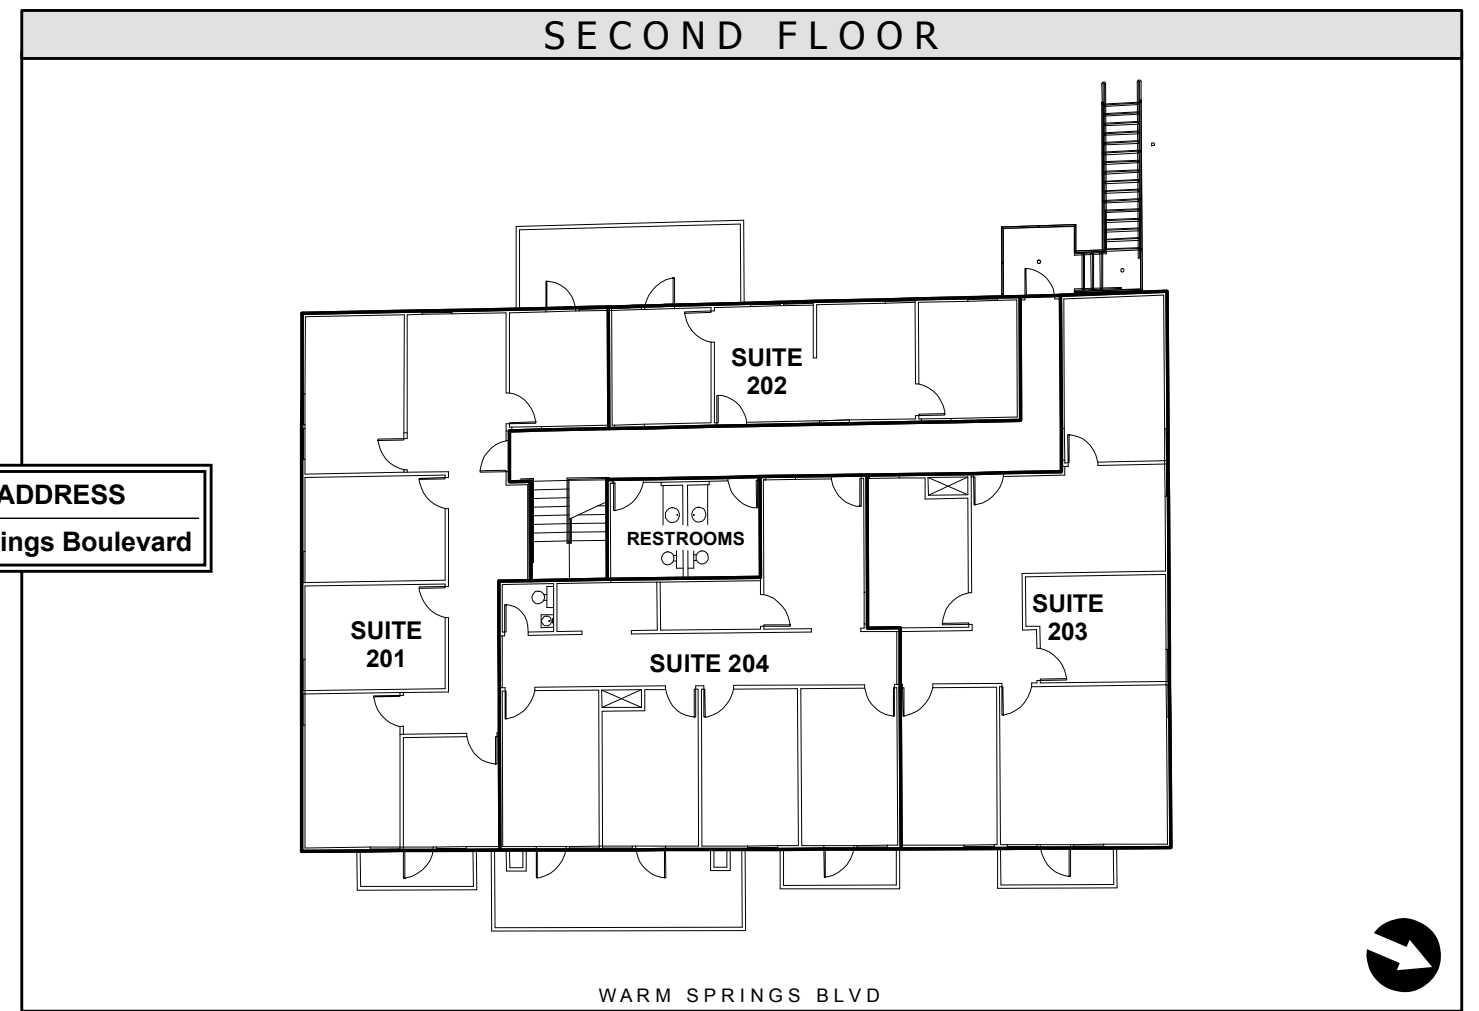 SECOND FLOOR
SUITE
202
ADDRESS
ings Boulevard
RESTROOMS
SUITE
203
SUITE
201
SUITE 204
WARM SPRINGS BLVD